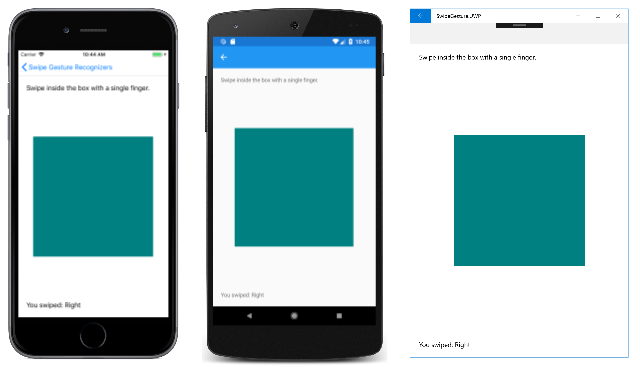 Carrier 10:44 AM
Swipe Gesture Recognizers
Swipe inside the box with a single finger.
You swiped: Right
10:45
Swipe inside the box with a single finger.
You swiped: Right
SwipeGesture.UWP
Swipe inside the box with a single finger.
You swiped: Right